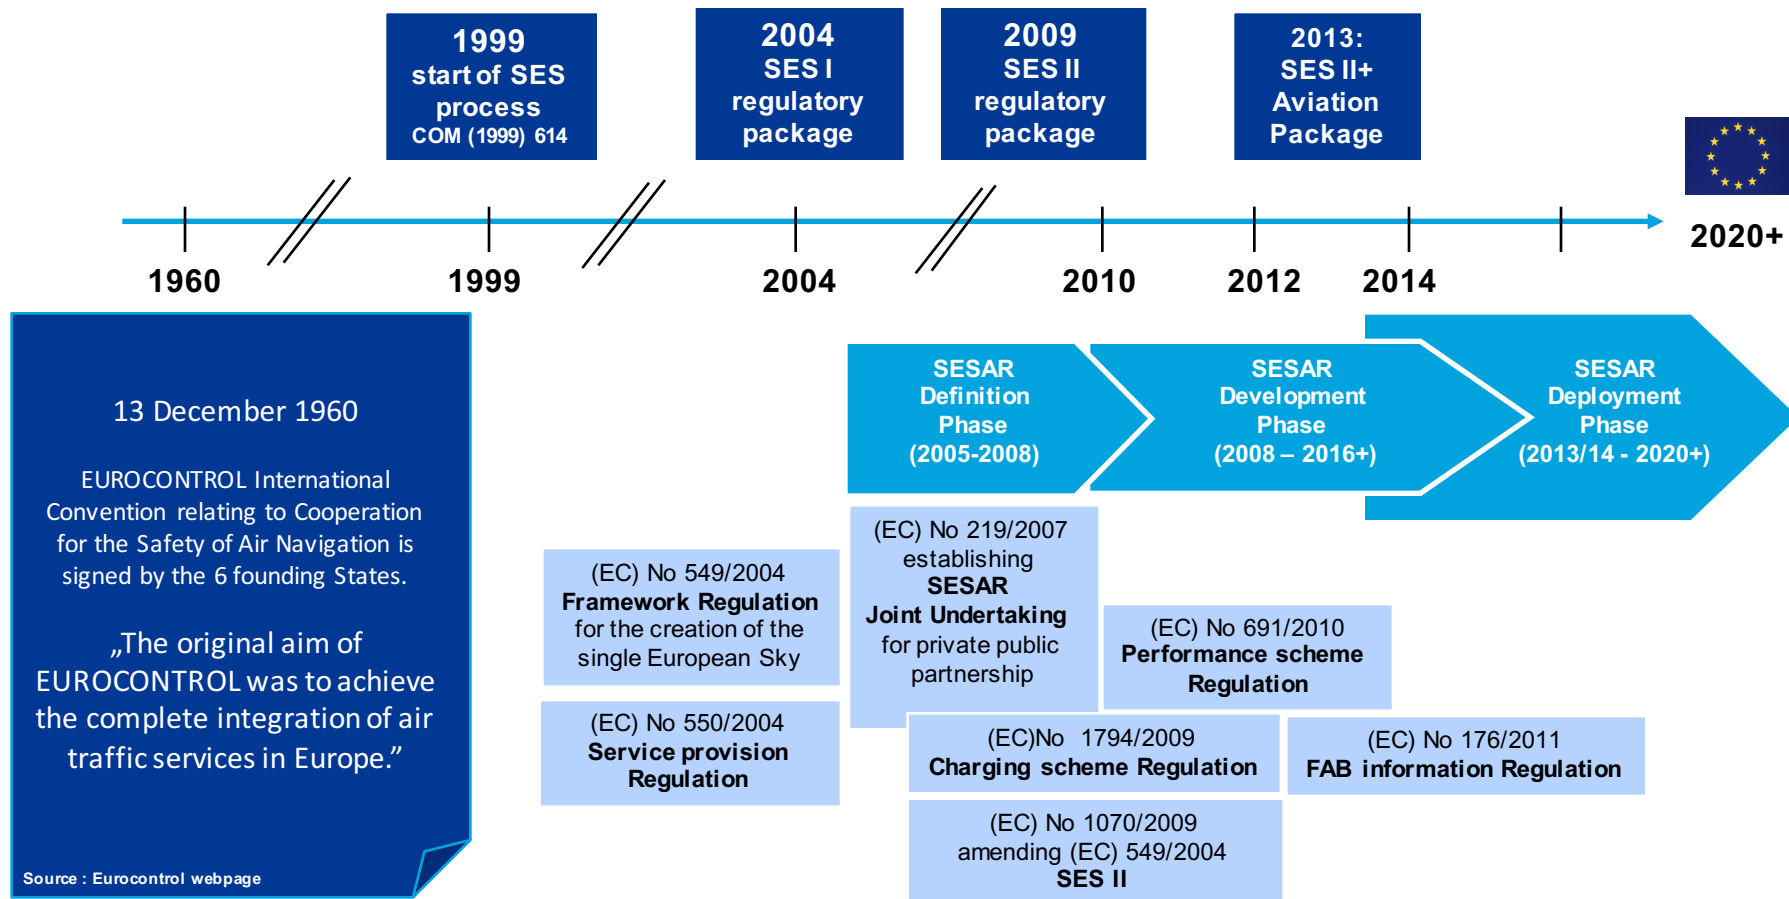 1999
start of SES
process
COM (1999) 614
2004
SES I
regulatory
package
2009
SES II
regulatory
package
2013:
SES II+
Aviation
Package
2020+
1960
1999
2004
2010
2012
2014
13 December 1960
EUROCONTROL International
Convention relating to Cooperation
for the Safety of Air Navigation is
signed by the 6 founding States.
„The original aim of
EUROCONTROL was to achieve
the complete integration of air
traffic services in Europe.”
Source : Eurocontrol webpage
SESAR
Definition
Phase
(2005-2008)
SESAR
Development
Phase
(2008 – 2016+)
SESAR
Deployment
Phase
(2013/14 - 2020+)
(EC) No 549/2004
Framework Regulation
for the creation of the
single European Sky
(EC) No 550/2004
Service provision
Regulation
(EC) No 219/2007
establishing
SESAR
Joint Undertaking
for private public
partnership
(EC) No 691/2010
Performance scheme
Regulation
(EC)No 1794/2009
Charging scheme Regulation
(EC) No 176/2011
FAB information Regulation
(EC) No 1070/2009
amending (EC) 549/2004
SES II